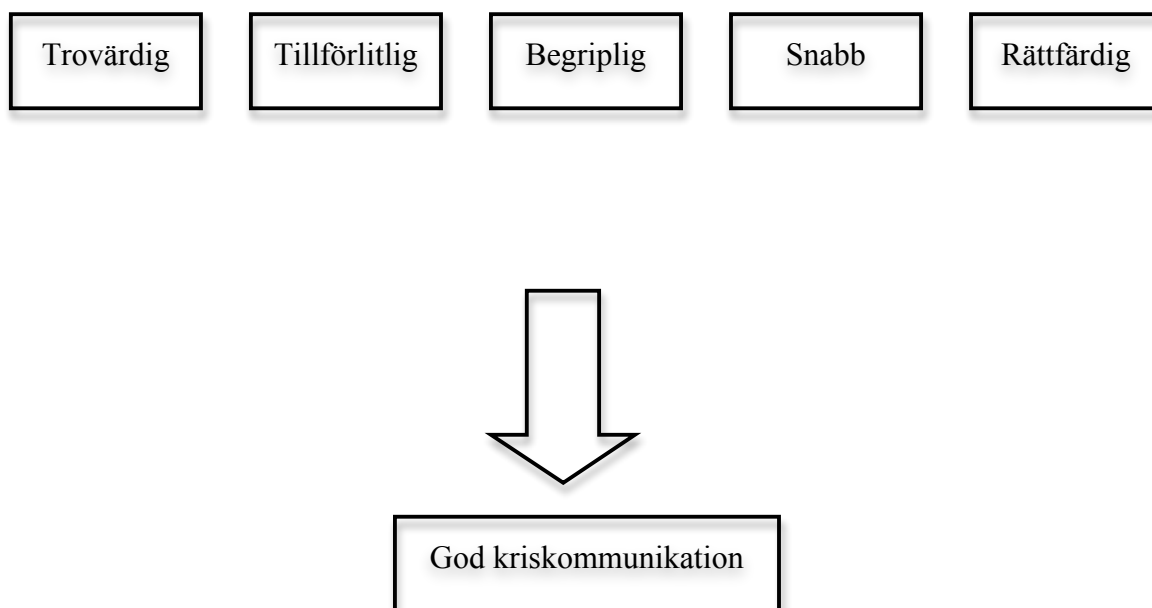 Trovärdig
Tillförlitlig
Begriplig
Snabb
Rättfärdig
God kriskommunikation